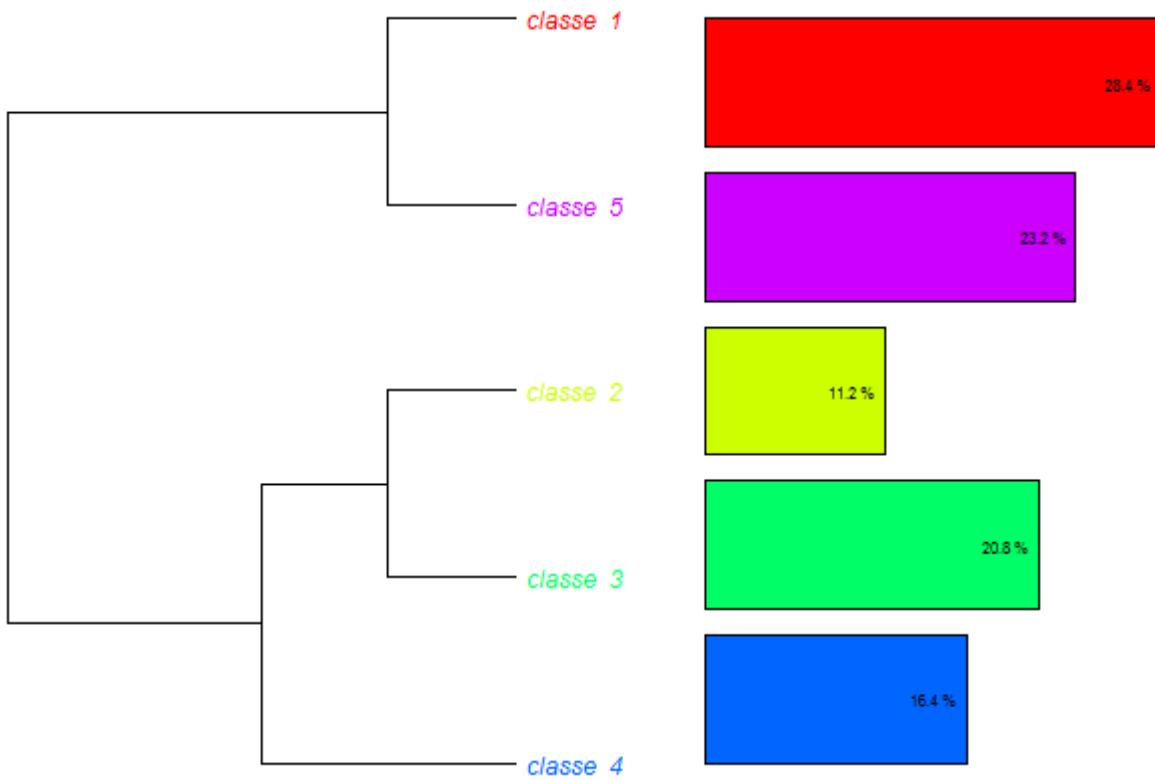 classe 1
28.4 %
classe 5
23.2 %
classe 2
11.2 %
classe 3
20.8 %
classe 4
16.4 %